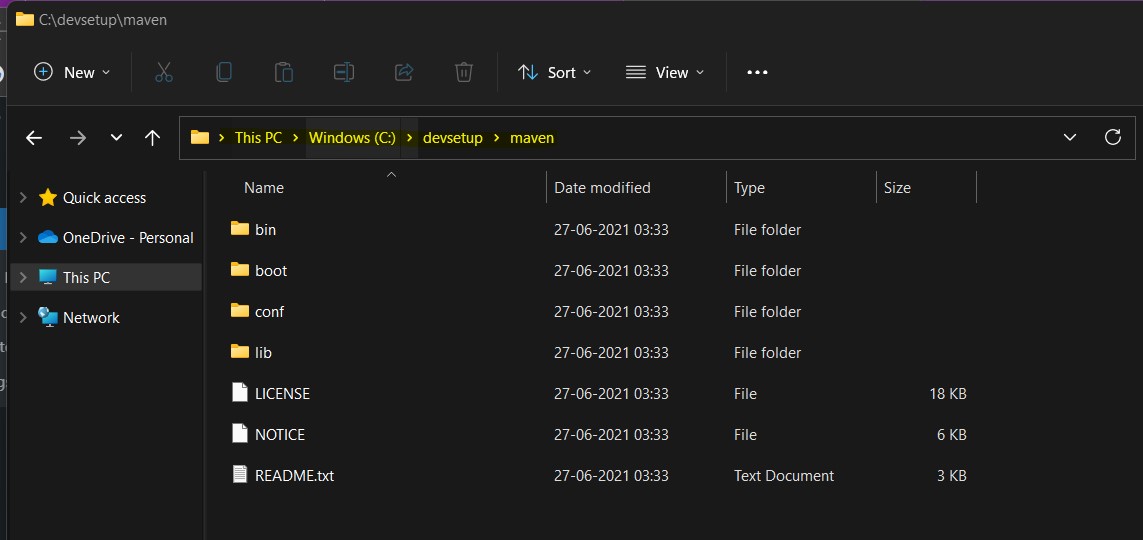 C:\devsetup\maven
New Sort View
This PC Windows (C:) devsetup maven
Name Date modified Type Size
Quick access
OneDrive - Personal
This PC
Network
bin 27-06-2021 03:33 File folder
boot 27-06-2021 03:33 File folder
conf 27-06-2021 03:33 File folder
lib 27-06-2021 03:33 File folder
LICENSE 27-06-2021 03:33 File 18 KB
NOTICE 27-06-2021 03:33 File 6 KB
README.txt 27-06-2021 03:33 Text Document 3 KB